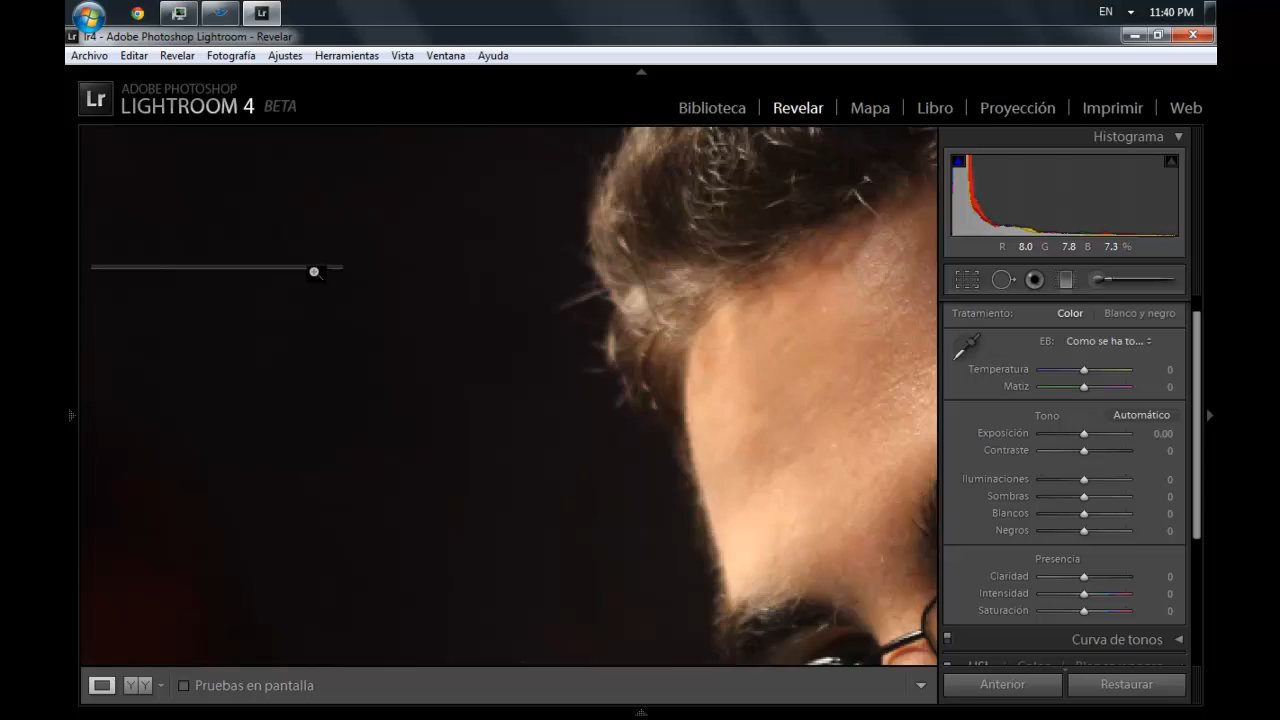 EN 11:40 PM
lr4 - Adobe Photoshop Lightroom - Revelar
Archivo Editar Revelar Fotografía Ajustes Herramientas Vista Ventana Ayuda
Lr ADOBE PHOTOSHOP
LIGHTROOM 4 BETA
Biblioteca Revelar Mapa Libro Proyección Imprimir Web
Histograma
R 8.0 G 7.8 B 7.3 %
Tratamiento: Color Blanco y negro
EB: Como se ha to...
Temperatura 0
Matiz 0
Tono Automático
Exposición 0.00
Contraste 0
Iluminaciones 0
Sombras 0
Blancos 0
Negros 0
Presencia
Claridad 0
Intensidad 0
Saturación 0
Curva de tonos
YY Pruebas en pantalla
Anterior Restaurar